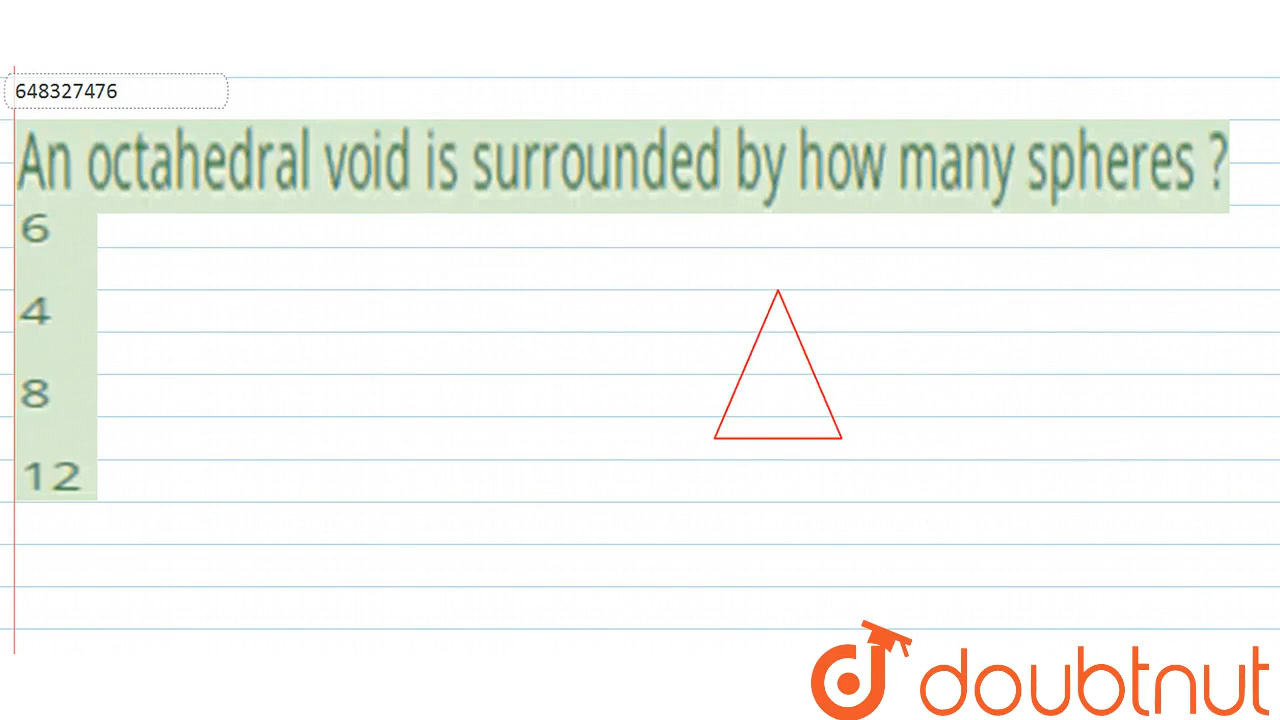 648327476
An octahedral void is surrounded by how many spheres ?
6
4
8
12
doubtnut